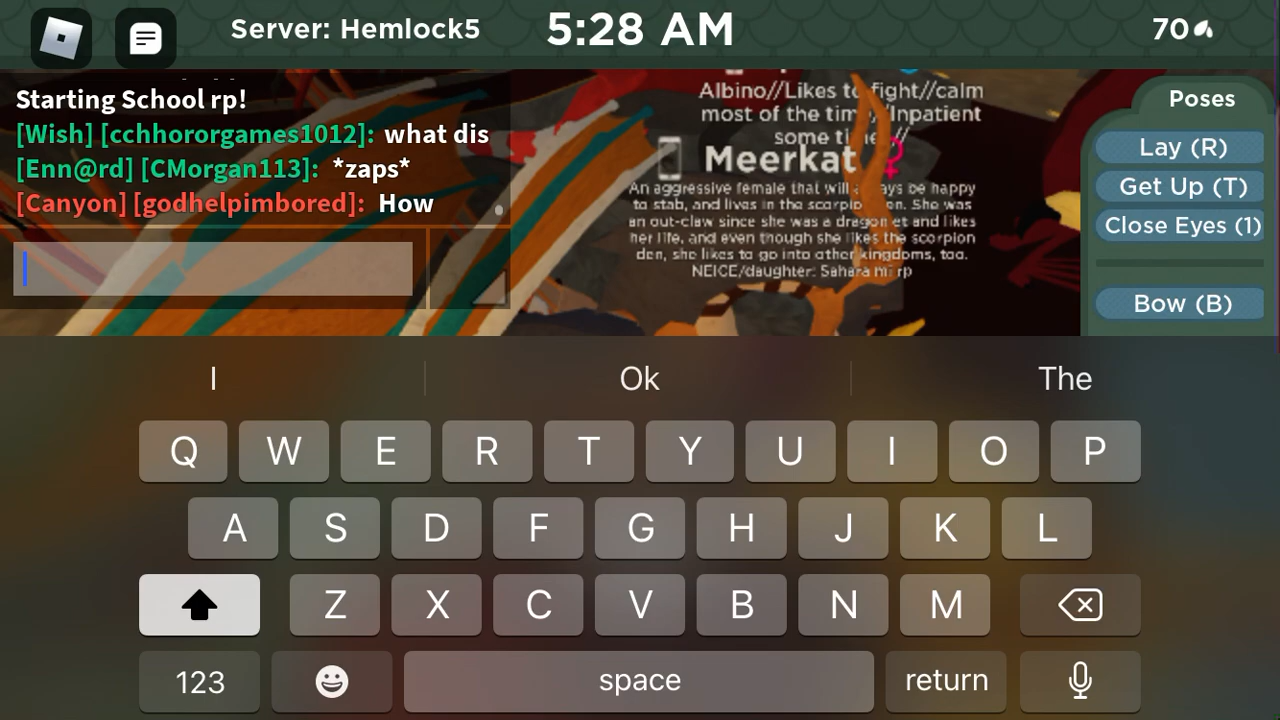 Server: Hemlock5
5:28 AM
70
Starting School rp!
[Wish] [cchhororgames1012]: what dis
[Enn@rd] [CMorgan113]: *zaps*
[Canyon] [godhelpimbored]: How
Albino//Likes to fight//calm
most of the time//Inpatient
some time//
Meerkat
An aggressive female that will always be happy
to stab, and lives in the scorpion den. She was
an out-claw since she was a dragonet and likes
her life, and even though she likes the scorpion
den, she likes to go into other kingdoms, too.
NEICE/daughter: Sahara mi rp
Poses
Lay (R)
Get Up (T)
Close Eyes (1)
Bow (B)
I Ok The
Q W E R T Y U I O P
A S D F G H J K L
Z X C V B N M
123 space return